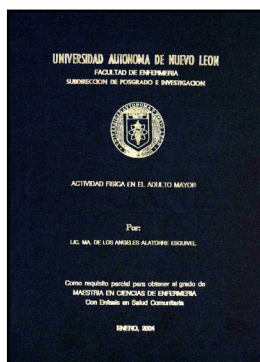 UNIVERSIDAD AUTONOMA DE NUEVO LEON
FACULTAD DE ENFERMERIA
SUBDIRECCION DE POSGRADO E INVESTIGACION
ACTIVIDAD FISICA EN EL ADULTO MAYOR
Por:
LIC. MA. DE LOS ANGELES ALATORRE ESQUIVEL
Como requisito parcial para obtener el grado de
MAESTRIA EN CIENCIAS DE ENFERMERIA
Con Enfasis en Salud Comunitaria
ENERO, 2004